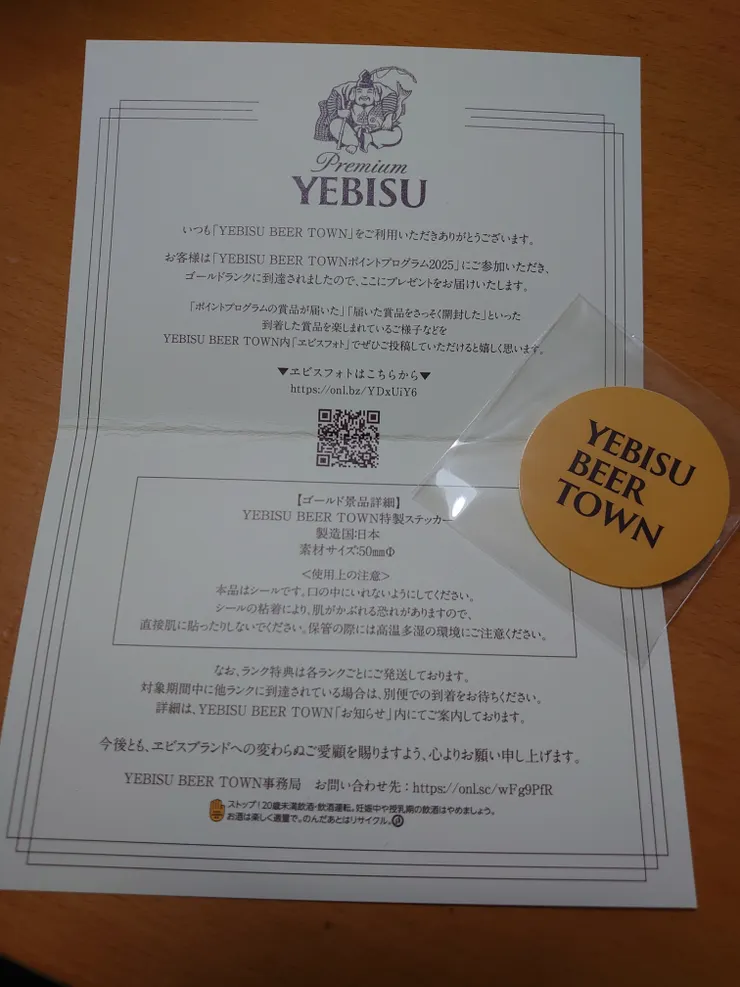 Premium
YEBISU
いつも「YEBISU BEER TOWN」をご利用いただきありがとうございます。
お客様は「YEBISU BEER TOWNポイントプログラム2025」にご参加いただき、
ゴールドランクに到達されましたので、ここにプレゼントをお届けいたします。
「ポイントプログラムの賞品が届いた」「届いた賞品をさっそく開封した」といった
到着した賞品を楽しまれているご様子などを
YEBISU BEER TOWN内「ヱビスフォト」でぜひご投稿していただけると嬉しく思います。
▼ヱビスフォトはこちらから▼
https://onl.bz/YDxUiY6
【ゴールド景品詳細】
YEBISU BEER TOWN特製ステッカー
製造国:日本
素材サイズ:50mmΦ
<使用上の注意>
本品はシールです。口の中にいれないようにしてください。
シールの粘着により、肌がかぶれる恐れがありますので、
直接肌に貼ったりしないでください。保管の際には高温多湿の環境にご注意ください。
なお、ランク特典は各ランクごとにご発送しております。
対象期間中に他ランクに到達されている場合は、別便での到着をお待ちください。
詳細は、YEBISU BEER TOWN「お知らせ」内にてご案内しております。
今後とも、ヱビスブランドへの変わらぬご愛顧を賜りますよう、心よりお願い申し上げます。
YEBISU BEER TOWN事務局 お問い合わせ先：https://onl.sc/wFg9PfR
ストップ！20歳未満飲酒・飲酒運転。妊娠中や授乳期の飲酒はやめましょう。
お酒は楽しく適量で。のんだあとはリサイクル。
YEBISU
BEER
TOWN